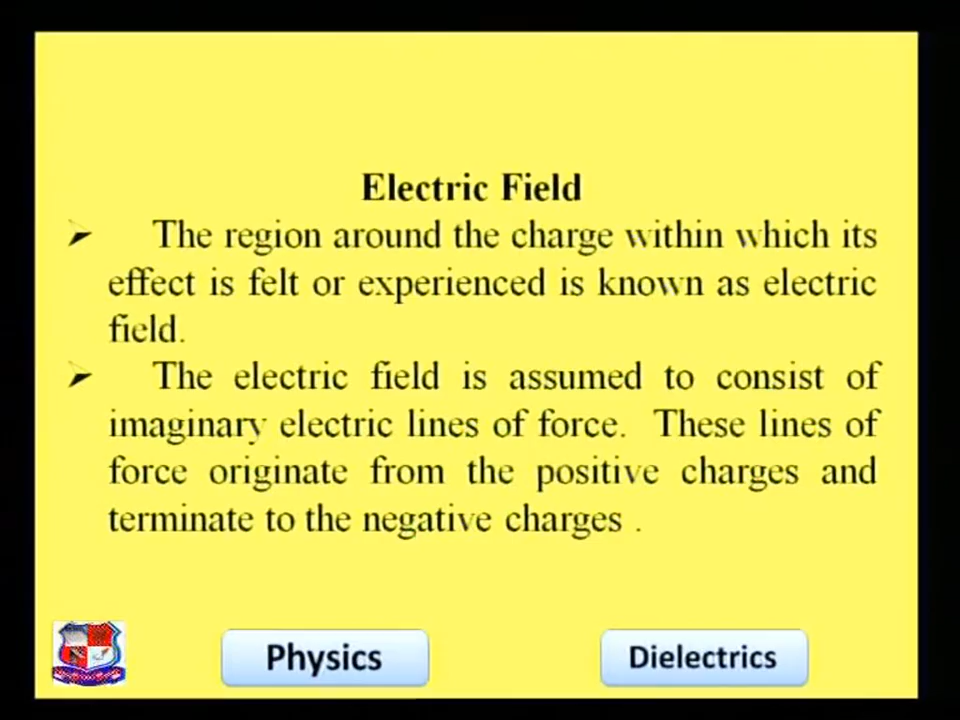 Electric Field
The region around the charge within which its
effect is felt or experienced is known as electric
field.
The electric field is assumed to consist of
imaginary electric lines of force. These lines of
force originate from the positive charges and
terminate to the negative charges .
Physics
Dielectrics